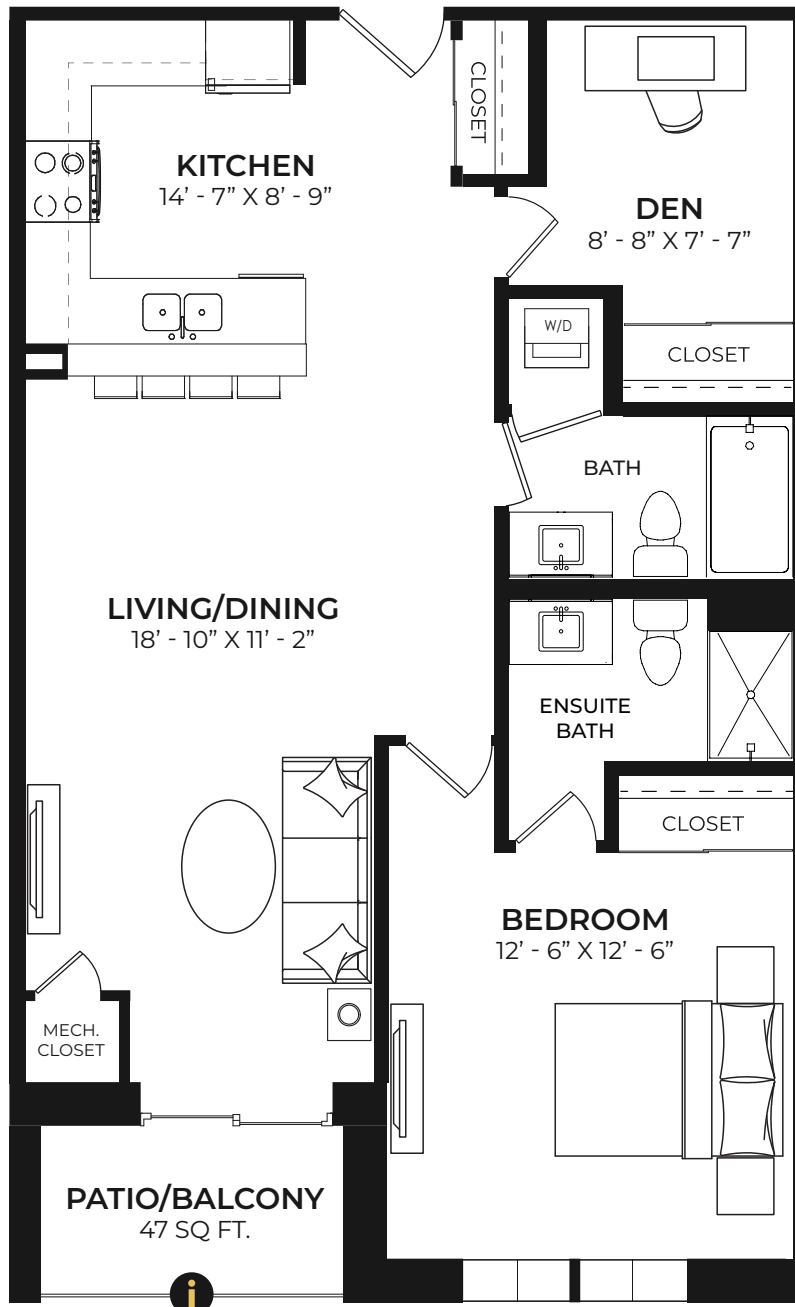 CLOSET
KITCHEN
14’ - 7” X 8’ - 9”
DEN
8’ - 8” X 7’ - 7”
W/D
CLOSET
BATH
LIVING/DINING
18’ - 10” X 11’ - 2”
ENSUITE
BATH
CLOSET
BEDROOM
12’ - 6” X 12’ - 6”
MECH.
CLOSET
PATIO/BALCONY
47 SQ FT.
i